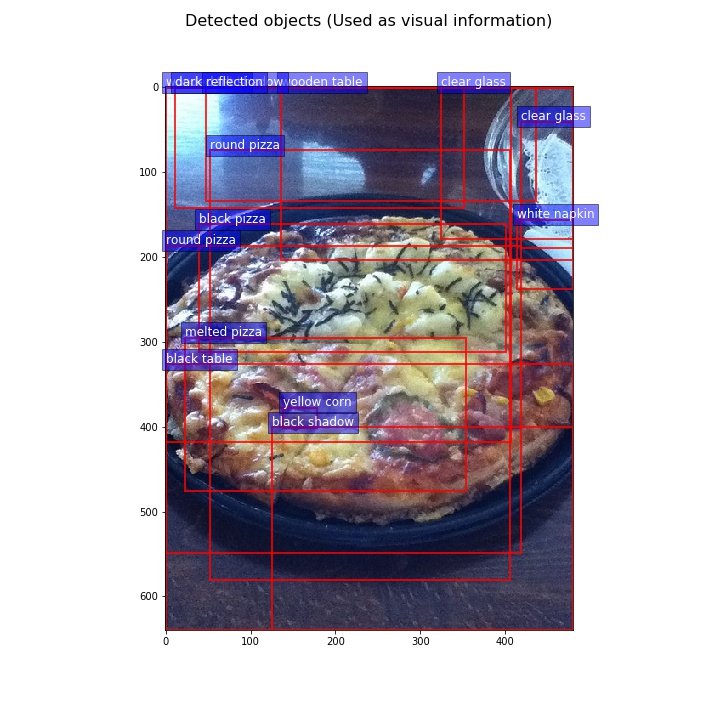 Detected objects (Used as visual information)
dark reflection
wooden table
clear glass
0
clear glass
round pizza
100
black pizza
white napkin
round pizza
200
melted pizza
300
black table
yellow corn
black shadow
400
500
600
0 100 200 300 400